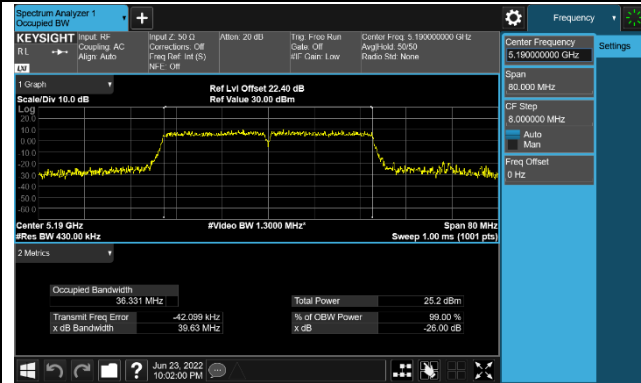 Spectrum Analyzer 1
Occupied BW
+
Frequency
KEYSIGHT
RL
LXI
Input: RF
Coupling: AC
Align: Auto
Input Z: 50 Ω
Corrections: Off
Freq Ref: Int (S)
NFE: Off
Atten: 20 dB
Trig: Free Run
Gate: Off
#IF Gain: Low
Center Freq: 5.190000000 GHz
Avg|Hold: 50/50
Radio Std: None
Center Frequency
5.190000000 GHz
Settings
Span
80.000 MHz
CF Step
8.000000 MHz
Auto
Man
Freq Offset
0 Hz
1 Graph
Scale/Div 10.0 dB
Ref Lvl Offset 22.40 dB
Ref Value 30.00 dBm
Log
20.0
10.0
0.00
-10.0
-20.0
-30.0
-40.0
-50.0
-60.0
Center 5.19 GHz
#Video BW 1.3000 MHz*
Span 80 MHz
#Res BW 430.00 kHz
Sweep 1.00 ms (1001 pts)
2 Metrics
Occupied Bandwidth
36.331 MHz
Total Power 25.2 dBm
Transmit Freq Error -42.099 kHz
% of OBW Power 99.00 %
x dB Bandwidth 39.63 MHz
x dB -26.00 dB
?
Jun 23, 2022
10:02:00 PM